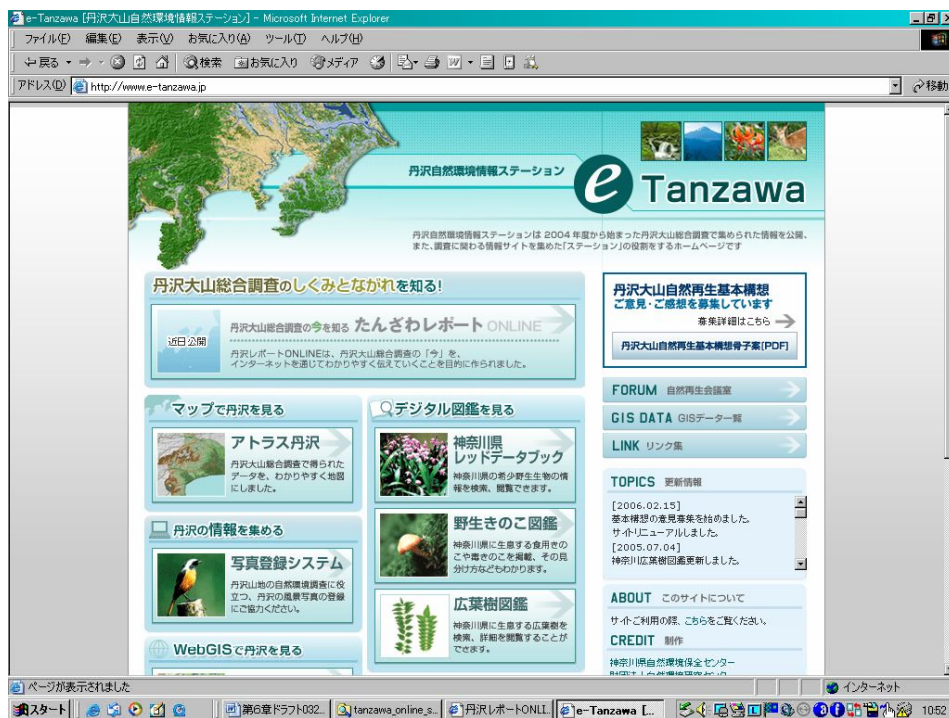 e-Tanzawa [丹沢大山自然環境情報ステーション] - Microsoft Internet Explorer
ファイル(F) 編集(E) 表示(V) お気に入り(A) ツール(T) ヘルプ(H)
戻る 検索 お気に入り メディア
アドレス(D) http://www.e-tanzawa.jp 移動
丹沢自然環境情報ステーション
e Tanzawa
丹沢自然環境情報ステーションは 2004 年度から始まった丹沢大山総合調査で集められた情報を公開、
また、調査に関わる情報サイトを集めた「ステーション」の役割をするホームページです
丹沢大山総合調査のしくみとながれを知る!
近日公開
丹沢大山総合調査の今を知る たんざわレポート ONLINE
丹沢レポートONLINEは、丹沢大山総合調査の「今」を、
インターネットを通じてわかりやすく伝えていくことを目的に作られました。
マップで丹沢を見る
アトラス丹沢
丹沢大山総合調査で得られた
データを、わかりやすく地図
にしました。
丹沢の情報を集める
写真登録システム
丹沢山地の自然環境調査に役
立つ、丹沢の風景写真の登録
にご協力ください。
WebGISで丹沢を見る
デジタル図鑑を見る
神奈川県
レッドデータブック
神奈川県の希少野生生物の情
報を検索、閲覧できます。
野生きのこ図鑑
神奈川県に生息する食用きの
こや毒きのこを掲載、その見
分け方などもわかります。
広葉樹図鑑
神奈川県に生息する広葉樹を
検索、詳細を閲覧することが
できます。
丹沢大山自然再生基本構想
ご意見・ご感想を募集しています
募集詳細はこちら
丹沢大山自然再生基本構想骨子案[PDF]
FORUM 自然再生会議室
GIS DATA GISデータ一覧
LINK リンク集
TOPICS 更新情報
[2006.02.15]
基本構想の意見募集を始めました。
サイトリニューアルしました。
[2005.07.04]
神奈川広葉樹図鑑更新しました。
ABOUT このサイトについて
サイトご利用の際、こちらをご覧ください。
CREDIT 制作
神奈川県自然環境保全センター
ページが表示されました インターネット
スタート 第6章ドラフト032... tanzawa_online_s... 丹沢レポートONLI... e-Tanzawa [... 10:52